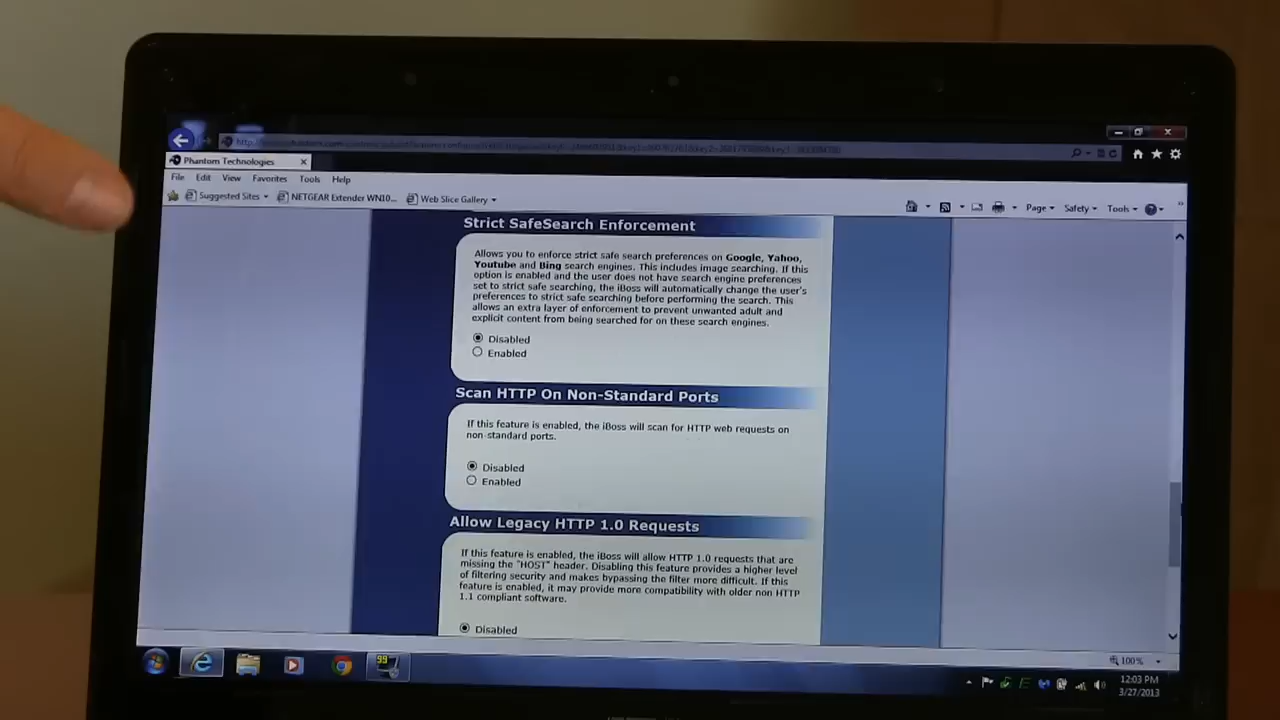 Phantom Technologies
File Edit View Favorites Tools Help
Suggested Sites NETGEAR Extender WN10... Web Slice Gallery
Page Safety Tools
Strict SafeSearch Enforcement
Allows you to enforce strict safe search preferences on Google, Yahoo,
Youtube and Bing search engines. This includes image searching. If this
option is enabled and the user does not have search engine preferences
set to strict safe searching, the iBoss will automatically change the user's
preferences to strict safe searching before performing the search. This
allows an extra layer of enforcement to prevent unwanted adult and
explicit content from being searched for on these search engines.
Disabled
Enabled
Scan HTTP On Non-Standard Ports
If this feature is enabled, the iBoss will scan for HTTP web requests on
non-standard ports.
Disabled
Enabled
Allow Legacy HTTP 1.0 Requests
If this feature is enabled, the iBoss will allow HTTP 1.0 requests that are
missing the "HOST" header. Disabling this feature provides a higher level
of filtering security and makes bypassing the filter more difficult. If this
feature is enabled, it may provide more compatibility with older non HTTP
1.1 compliant software.
Disabled
100%
99
12:03 PM
3/27/2013